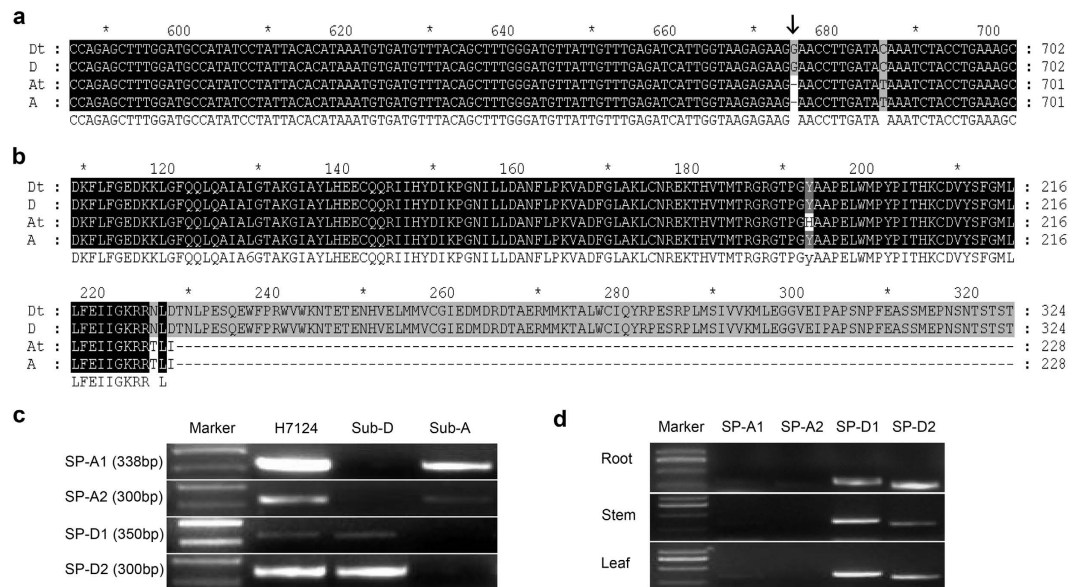 a
* 600 * 620 * 640 * 660 * 680 * 700
Dt : CCAGAGCTTTGGATGCCATATCCTATTACACATAAATGTGATGTTTACAGCTTTGGGATGTTATTGTTTGAGATCATTGGTAAGAGAAGGAACCTTGATACAAATCTACCTGAAAGC : 702
D : CCAGAGCTTTGGATGCCATATCCTATTACACATAAATGTGATGTTTACAGCTTTGGGATGTTATTGTTTGAGATCATTGGTAAGAGAAGGAACCTTGATACAAATCTACCTGAAAGC : 702
At : CCAGAGCTTTGGATGCCATATCCTATTACACATAAATGTGATGTTTACAGCTTTGGGATGTTATTGTTTGAGATCATTGGTAAGAGAAG-AACCTTGATATAAATCTACCTGAAAGC : 701
A : CCAGAGCTTTGGATGCCATATCCTATTACACATAAATGTGATGTTTACAGCTTTGGGATGTTATTGTTTGAGATCATTGGTAAGAGAAG-AACCTTGATATAAATCTACCTGAAAGC : 701
CCAGAGCTTTGGATGCCATATCCTATTACACATAAATGTGATGTTTACAGCTTTGGGATGTTATTGTTTGAGATCATTGGTAAGAGAAG AACCTTGATA AAATCTACCTGAAAGC
b
* 120 * 140 * 160 * 180 * 200 *
Dt : DKFLFGEDKKLGFQQLQAIAIGTAKGIAYLHEECQQRIIHYDIKPGNILLDANFLPKVADFGLAKLCNREKTHVTMTRGRGTPGYAAPELWMPYPITHKCDVYSFGML : 216
D : DKFLFGEDKKLGFQQLQAIAIGTAKGIAYLHEECQQRIIHYDIKPGNILLDANFLPKVADFGLAKLCNREKTHVTMTRGRGTPGYAAPELWMPYPITHKCDVYSFGML : 216
At : DKFLFGEDKKLGFQQLQAIAIGTAKGIAYLHEECQQRIIHYDIKPGNILLDANFLPKVADFGLAKLCNREKTHVTMTRGRGTPGHAAPELWMPYPITHKCDVYSFGML : 216
A : DKFLFGEDKKLGFQQLQAIALGTAKGIAYLHEECQQRIIHYDIKPGNILLDANFLPKVADFGLAKLCNREKTHVTMTRGRGTPGYAAPELWMPYPITHKCDVYSFGML : 216
DKFLFGEDKKLGFQQLQAIA6GTAKGIAYLHEECQQRIIHYDIKPGNILLDANFLPKVADFGLAKLCNREKTHVTMTRGRGTPGyAAPELWMPYPITHKCDVYSFGML
220 * 240 * 260 * 280 * 300 * 320
Dt : LFEIIGKRRNLDTNLPESQEWFPRWVWKNTETENHVELMMVCGIEDMDRDTAERMMKTALWCIQYRPESRPLMSIVVKMLEGGVEIPAPSNPFEASSMEPNSNTSTST : 324
D : LFEIIGKRRNLDTNLPESQEWFPRWVWKNTETENHVELMMVCGIEDMDRDTAERMMKTALWCIQYRPESRPLMSIVVKMLEGGVEIPAPSNPFEASSMEPNSNTSTST : 324
At : LFEIIGKRRTLI------------------------------------------------------------------------------------------------ : 228
A : LFEIIGKRRTLI------------------------------------------------------------------------------------------------ : 228
LFEIIGKRR L
c
Marker H7124 Sub-D Sub-A
SP-A1 (338bp)
SP-A2 (300bp)
SP-D1 (350bp)
SP-D2 (300bp)
d
Marker SP-A1 SP-A2 SP-D1 SP-D2
Root
Stem
Leaf